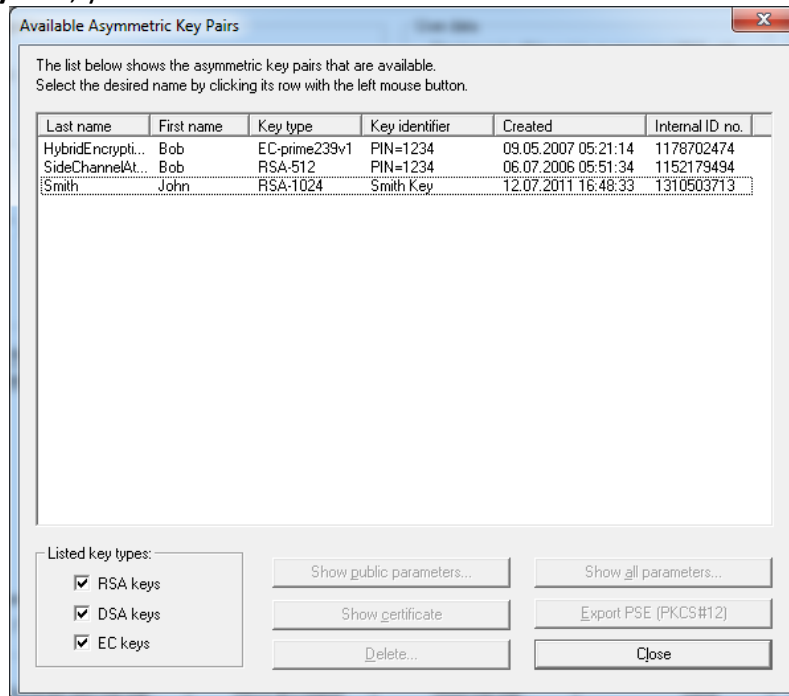 Available Asymmetric Key Pairs
The list below shows the asymmetric key pairs that are available.
Select the desired name by clicking its row with the left mouse button.
Last name First name Key type Key identifier Created Internal ID no.
HybridEncrypti... Bob EC-prime239v1 PIN=1234 09.05.2007 05:21:14 1178702474
SideChannelAt... Bob RSA-512 PIN=1234 06.07.2006 05:51:34 1152179494
Smith John RSA-1024 Smith Key 12.07.2011 16:48:33 1310503713
Listed key types:
RSA keys
DSA keys
EC keys
Show public parameters... Show all parameters...
Show certificate Export PSE (PKCS#12)
Delete... Close